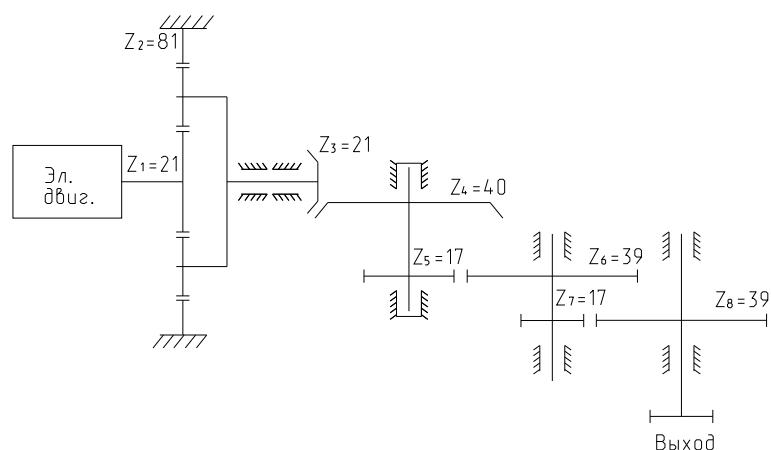 Z2=81
Z1=21
Эл.
двиг.
Z3=21
Z4=40
Z5=17
Z6=39
Z7=17
Z8=39
Выход